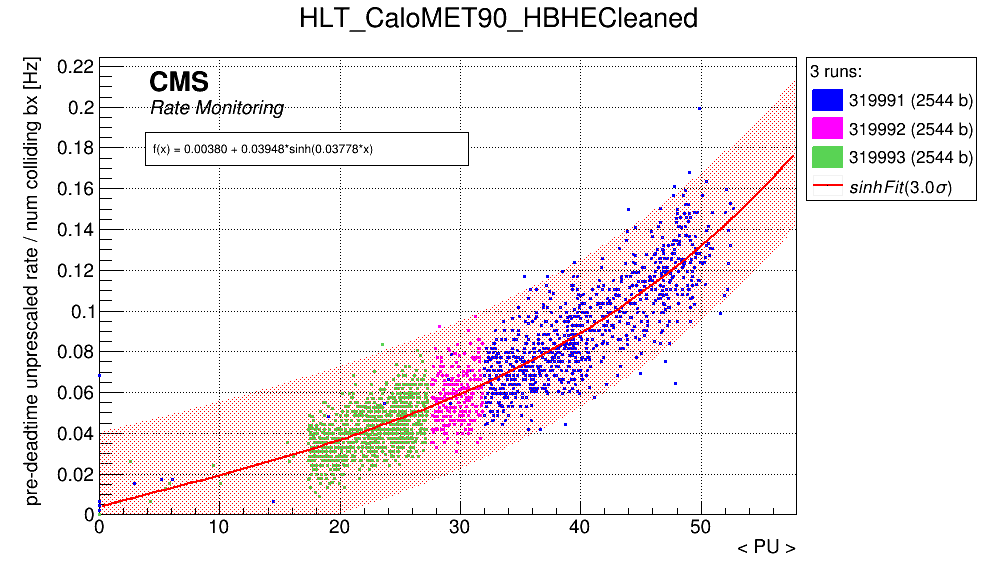 HLT_CaloMET90_HBHECleaned
pre-deadtime unprescaled rate / num colliding bx [Hz]
0.22
0.2
0.18
0.16
0.14
0.12
0.1
0.08
0.06
0.04
0.02
0
CMS
Rate Monitoring
f(x) = 0.00380 + 0.03948*sinh(0.03778*x)
0 10 20 30 40 50
< PU >
3 runs:
319991 (2544 b)
319992 (2544 b)
319993 (2544 b)
sinhFit(3.0σ)